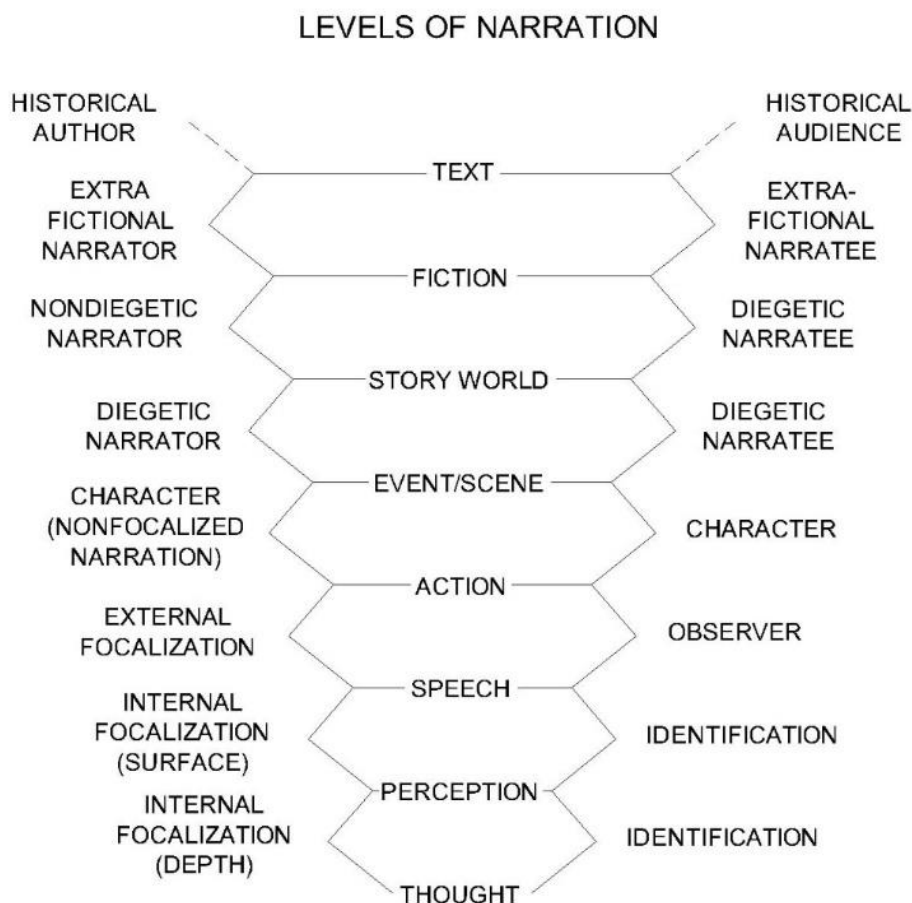 LEVELS OF NARRATION
HISTORICAL
AUTHOR
HISTORICAL
AUDIENCE
TEXT
EXTRA
FICTIONAL
NARRATOR
EXTRA-
FICTIONAL
NARRATEE
FICTION
NONDIEGETIC
NARRATOR
DIEGETIC
NARRATEE
STORY WORLD
DIEGETIC
NARRATOR
DIEGETIC
NARRATEE
EVENT/SCENE
CHARACTER
(NONFOCALIZED
NARRATION)
CHARACTER
ACTION
EXTERNAL
FOCALIZATION
OBSERVER
SPEECH
INTERNAL
FOCALIZATION
(SURFACE)
IDENTIFICATION
PERCEPTION
INTERNAL
FOCALIZATION
(DEPTH)
IDENTIFICATION
THOUGHT